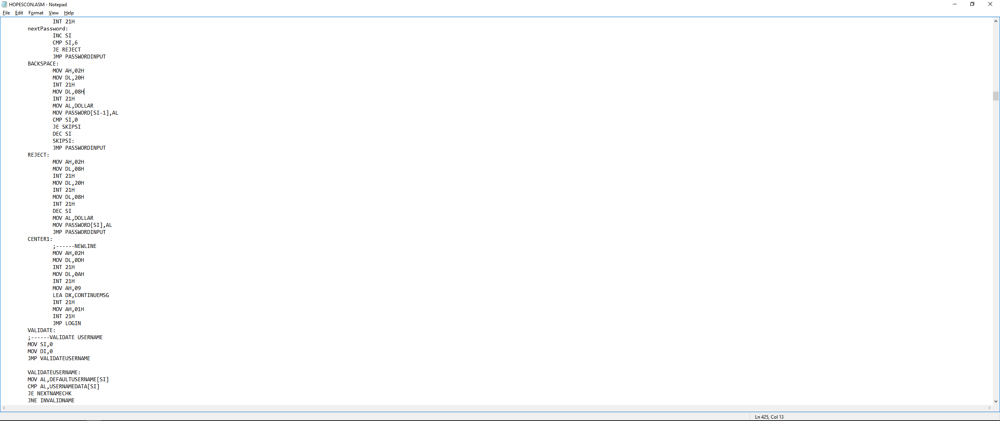 HOPESCON.ASM - Notepad
File Edit Format View Help
INT 21H
nextPassword:
INC SI
CMP SI,6
JE REJECT
JMP PASSWORDINPUT
BACKSPACE:
MOV AH,02H
MOV DL,20H
INT 21H
MOV DL,08H
INT 21H
MOV AL,DOLLAR
MOV PASSWORD[SI-1],AL
CMP SI,0
JE SKIPSI
DEC SI
SKIPSI:
JMP PASSWORDINPUT
REJECT:
MOV AH,02H
MOV DL,08H
INT 21H
MOV DL,20H
INT 21H
MOV DL,08H
INT 21H
DEC SI
MOV AL,DOLLAR
MOV PASSWORD[SI],AL
JMP PASSWORDINPUT
CENTER1:
;------NEWLINE
MOV AH,02H
MOV DL,0DH
INT 21H
MOV DL,0AH
INT 21H
MOV AH,09
LEA DX,CONTINUEMSG
INT 21H
MOV AH,01H
INT 21H
JMP LOGIN
VALIDATE:
;------VALIDATE USERNAME
MOV SI,0
MOV DI,0
JMP VALIDATEUSERNAME
VALIDATEUSERNAME:
MOV AL,DEFAULTUSERNAME[SI]
CMP AL,USERNAMEDATA[SI]
JE NEXTNAMECHK
JNE INVALIDNAME
Ln 425, Col 13